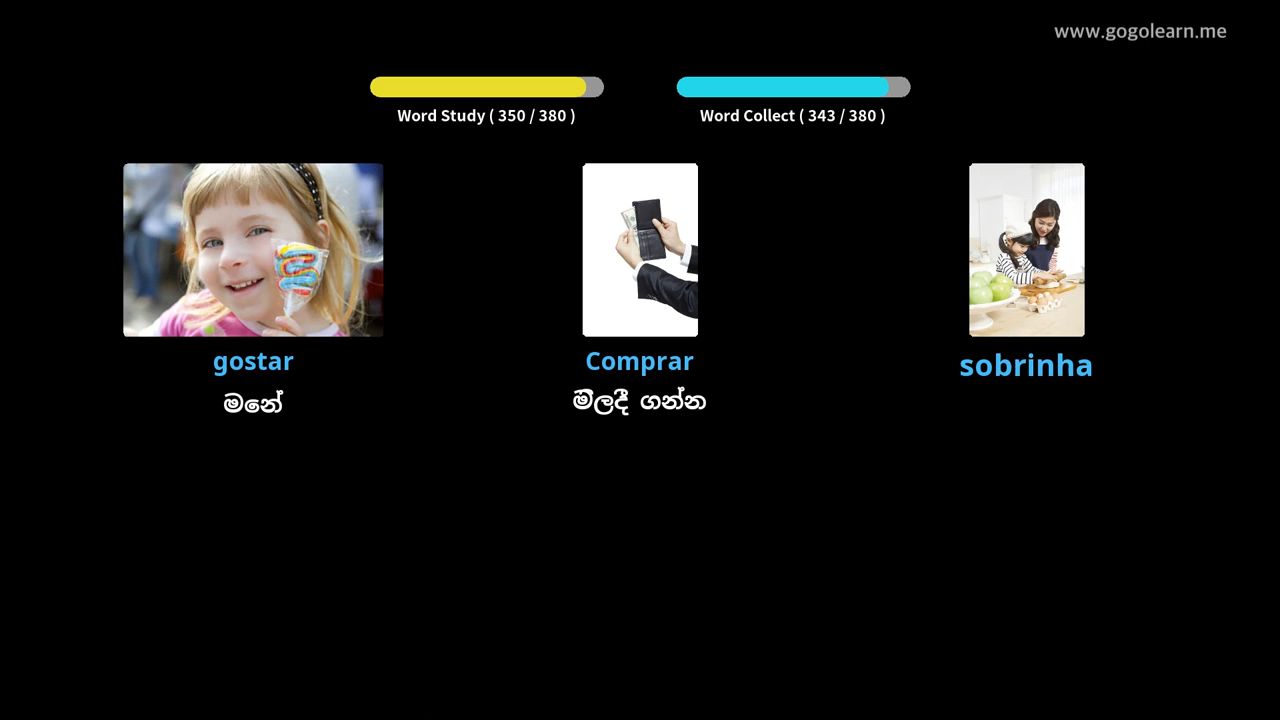 www.gogolearn.me
Word Study ( 350 / 380 )
Word Collect ( 343 / 380 )
gostar
Comprar
sobrinha
මනේ
මිලදී ගන්න